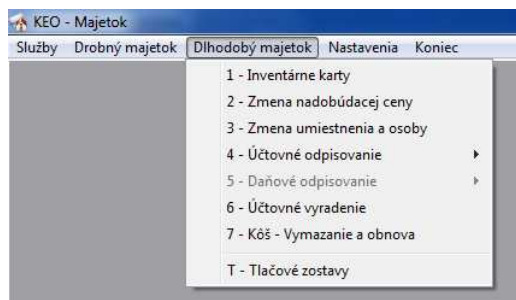 KEO - Majetok
Služby Drobný majetok Dlhodobý majetok Nastavenia Koniec
1 - Inventárne karty
2 - Zmena nadobúdacej ceny
3 - Zmena umiestnenia a osoby
4 - Účtovné odpisovanie
5 - Daňové odpisovanie
6 - Účtovné vyradenie
7 - Kôš - Vymazanie a obnova
T - Tlačové zostavy